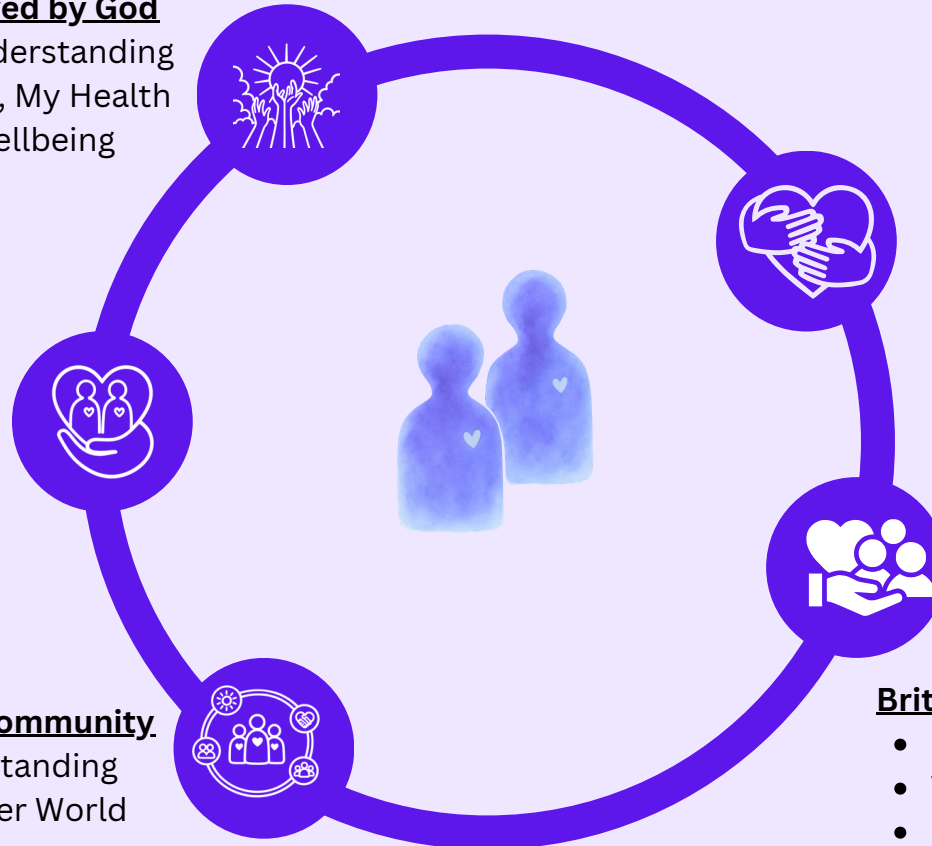 ed by God
derstanding
, My Health
ellbeing
ommunity
tanding
er World
Brit
•
•
•